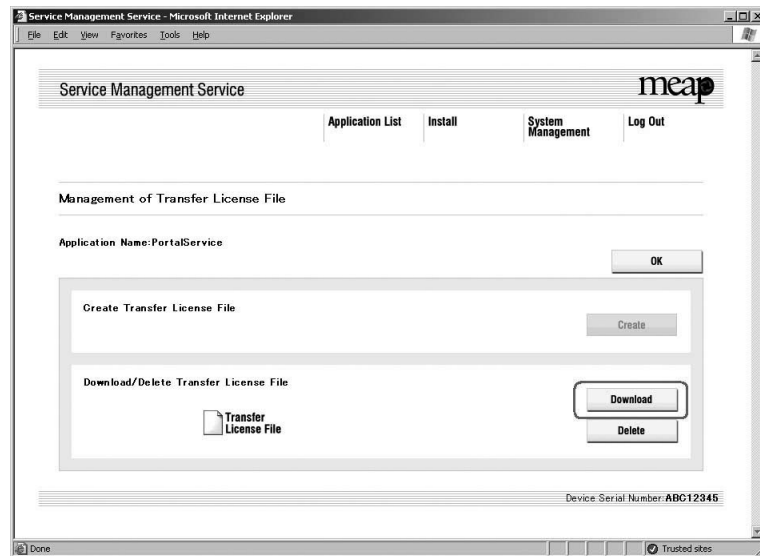 Service Management Service - Microsoft Internet Explorer
File Edit View Favorites Tools Help
Service Management Service
meap
Application List Install System Management Log Out
Management of Transfer License File
Application Name:PortalService
OK
Create Transfer License File
Create
Download/Delete Transfer License File
Download
Transfer
License File
Delete
Device Serial Number:ABC12345
Done
Trusted sites